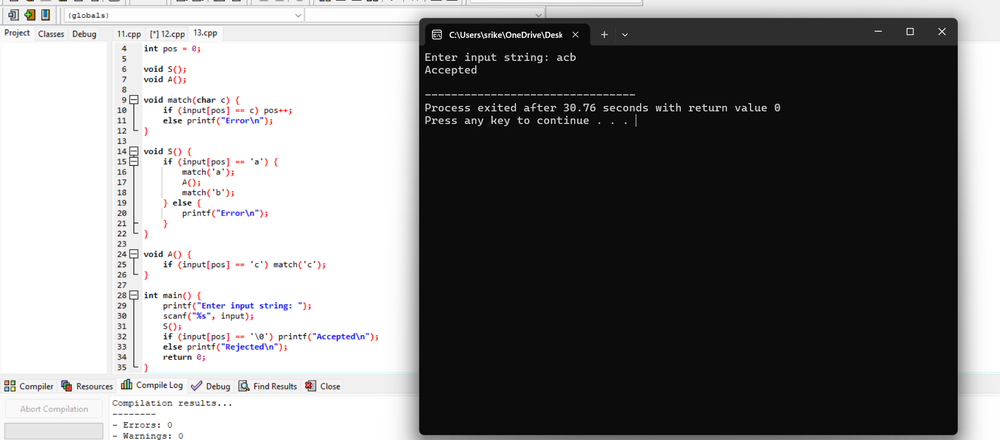 (globals)
Project Classes Debug
11.cpp [*] 12.cpp 13.cpp
4 int pos = 0;
5
6 void S();
7 void A();
8
9 void match(char c) {
10 if (input[pos] == c) pos++;
11 else printf("Error\n");
12 }
13
14 void S() {
15 if (input[pos] == 'a') {
16 match('a');
17 A();
18 match('b');
19 } else {
20 printf("Error\n");
21 }
22 }
23
24 void A() {
25 if (input[pos] == 'c') match('c');
26 }
27
28 int main() {
29 printf("Enter input string: ");
30 scanf("%s", input);
31 S();
32 if (input[pos] == '\0') printf("Accepted\n");
33 else printf("Rejected\n");
34 return 0;
35 }
Compiler Resources Compile Log Debug Find Results Close
Abort Compilation
Compilation results...
--------
- Errors: 0
- Warnings: 0
C:\Users\srike\OneDrive\Desk
Enter input string: acb
Accepted
--------------------------------
Process exited after 30.76 seconds with return value 0
Press any key to continue . . .